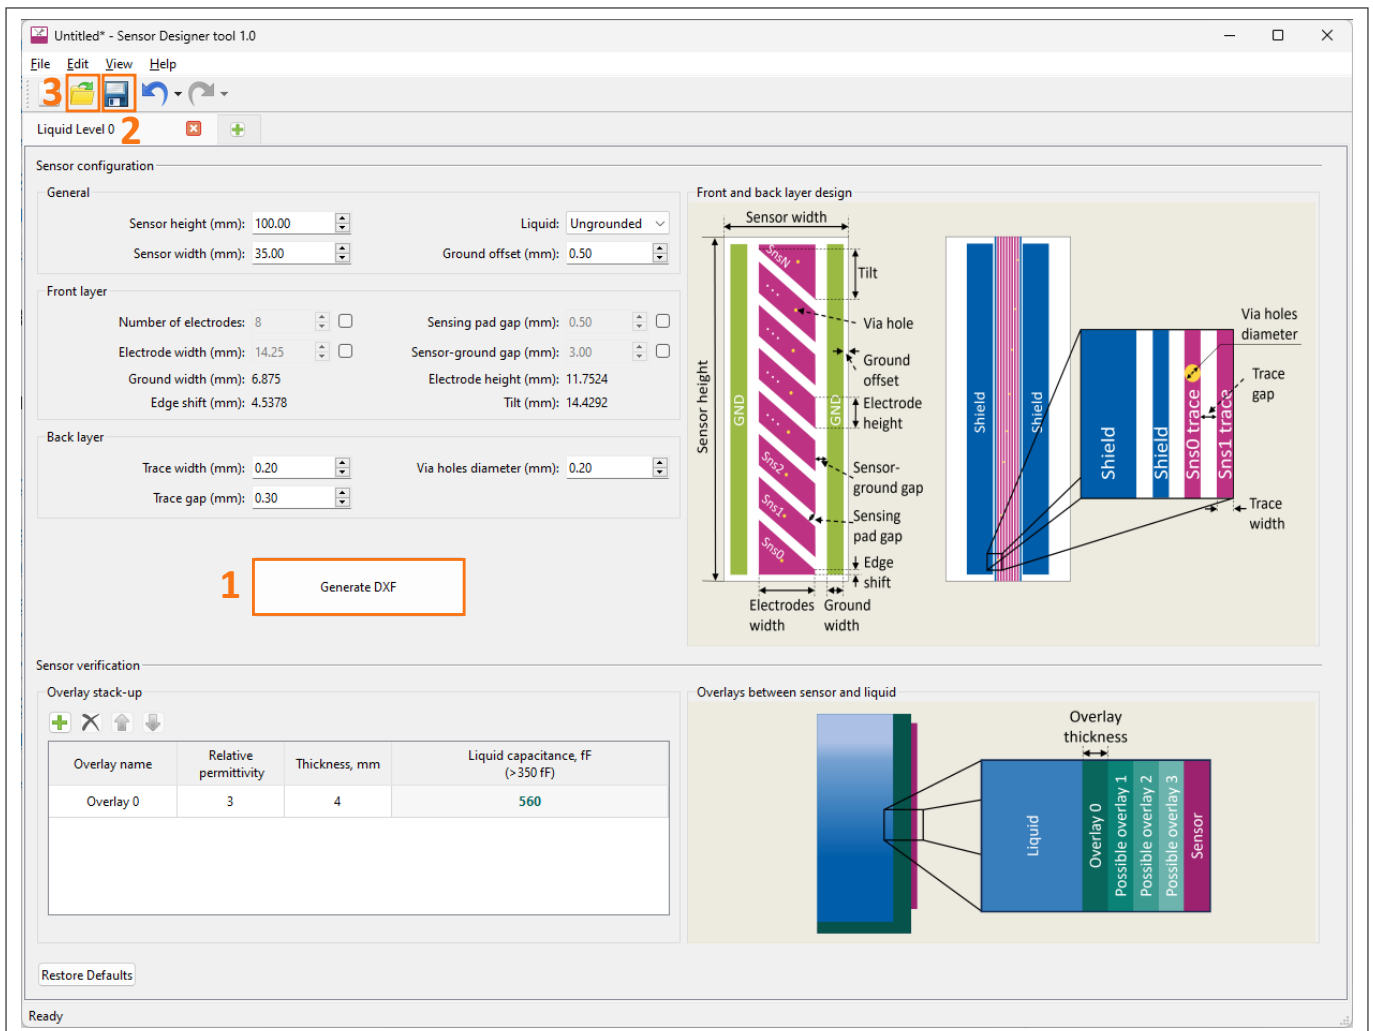 Untitled* - Sensor Designer tool 1.0
File Edit View Help
3
Liquid Level 0
2
Sensor configuration
General
Sensor height (mm): 100.00
Liquid: Ungrounded
Sensor width (mm): 35.00
Ground offset (mm): 0.50
Front layer
Number of electrodes: 8
Sensing pad gap (mm): 0.50
Electrode width (mm): 14.25
Sensor-ground gap (mm): 3.00
Ground width (mm): 6.875
Electrode height (mm): 11.7524
Edge shift (mm): 4.5378
Tilt (mm): 14.4292
Back layer
Trace width (mm): 0.20
Via holes diameter (mm): 0.20
Trace gap (mm): 0.30
1
Generate DXF
Front and back layer design
Sensor width
Sensor height
GND
GND
SnsN
...
...
...
...
Sns2
Sns1
Sns0
Tilt
Via hole
Ground
offset
Electrode
height
Sensor-
ground gap
Sensing
pad gap
Edge
shift
Electrodes
width
Ground
width
Shield
Shield
Shield
Shield
Sns0 trace
Sns1 trace
Via holes
diameter
Trace
gap
Trace
width
Sensor verification
Overlay stack-up
Overlay name
Relative
permittivity
Thickness, mm
Liquid capacitance, fF
(>350 fF)
Overlay 0
3
4
560
Overlays between sensor and liquid
Overlay
thickness
Liquid
Overlay 0
Possible overlay 1
Possible overlay 2
Possible overlay 3
Sensor
Restore Defaults
Ready